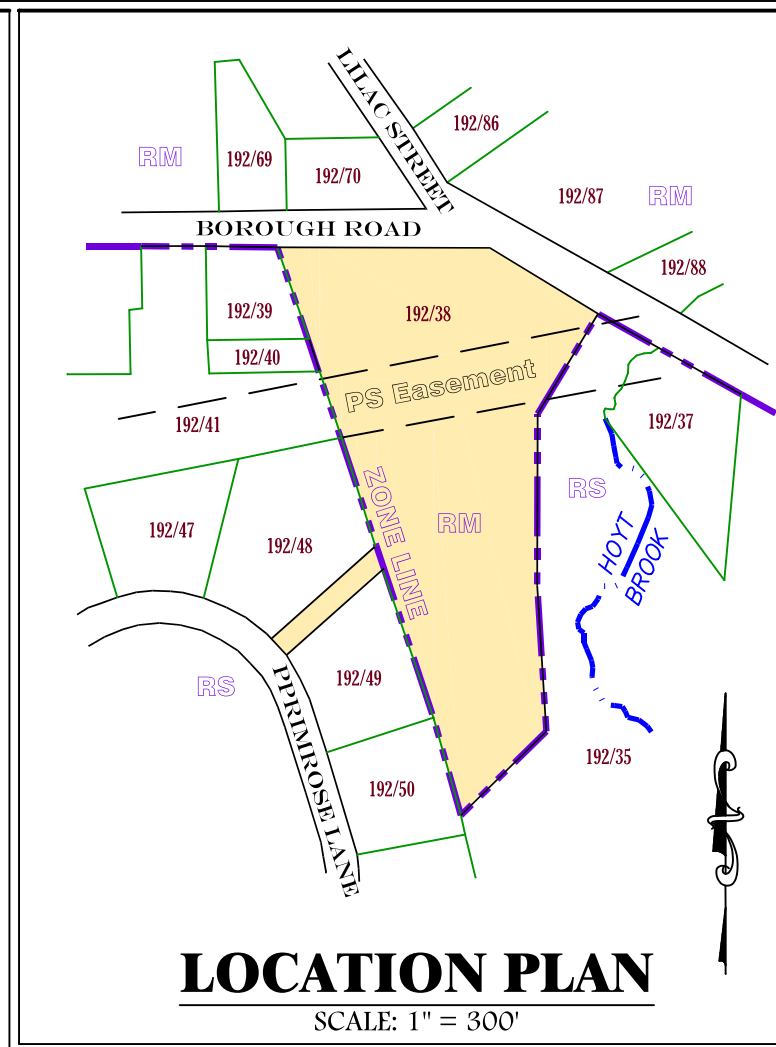 LILAC STREET
192/86
RM
192/69
192/70
192/87
RM
BOROUGH ROAD
192/88
192/39
192/38
192/40
PS Easement
192/41
192/37
ZONE LINE
RS
192/47
192/48
RM
HOYT
BROOK
RS
192/49
PPRIMROSE LANE
192/35
192/50
LOCATION PLAN
SCALE: 1" = 300'